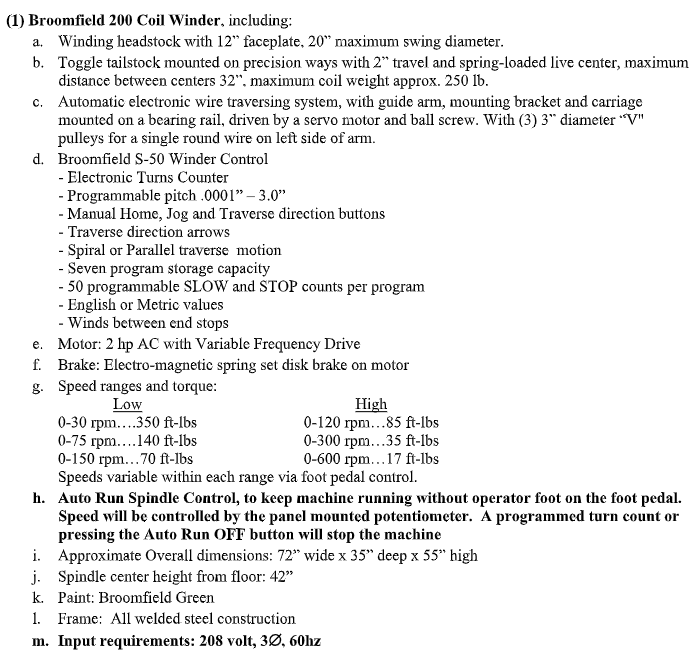 (1) Broomfield 200 Coil Winder, including:
a. Winding headstock with 12” faceplate, 20” maximum swing diameter.
b. Toggle tailstock mounted on precision ways with 2” travel and spring-loaded live center, maximum
distance between centers 32”, maximum coil weight approx. 250 lb.
c. Automatic electronic wire traversing system, with guide arm, mounting bracket and carriage
mounted on a bearing rail, driven by a servo motor and ball screw. With (3) 3” diameter “V"
pulleys for a single round wire on left side of arm.
d. Broomfield S-50 Winder Control
- Electronic Turns Counter
- Programmable pitch .0001” – 3.0”
- Manual Home, Jog and Traverse direction buttons
- Traverse direction arrows
- Spiral or Parallel traverse motion
- Seven program storage capacity
- 50 programmable SLOW and STOP counts per program
- English or Metric values
- Winds between end stops
e. Motor: 2 hp AC with Variable Frequency Drive
f. Brake: Electro-magnetic spring set disk brake on motor
g. Speed ranges and torque:
Low High
0-30 rpm….350 ft-lbs 0-120 rpm…85 ft-lbs
0-75 rpm….140 ft-lbs 0-300 rpm…35 ft-lbs
0-150 rpm…70 ft-lbs 0-600 rpm…17 ft-lbs
Speeds variable within each range via foot pedal control.
h. Auto Run Spindle Control, to keep machine running without operator foot on the foot pedal.
Speed will be controlled by the panel mounted potentiometer. A programmed turn count or
pressing the Auto Run OFF button will stop the machine
i. Approximate Overall dimensions: 72” wide x 35” deep x 55” high
j. Spindle center height from floor: 42”
k. Paint: Broomfield Green
l. Frame: All welded steel construction
m. Input requirements: 208 volt, 3Ø, 60hz